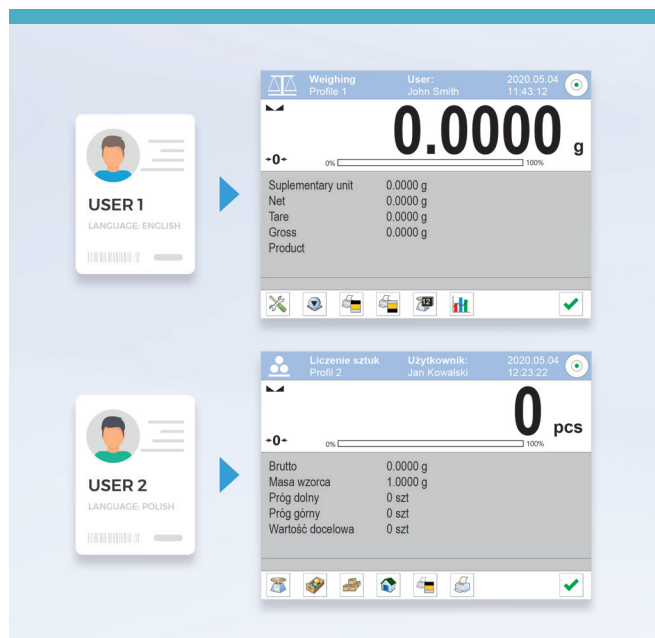 USER 1
LANGUAGE: ENGLISH
Weighing
Profile 1
User:
John Smith
2020.05.04
11:43:12
0.0000 g
+0+
0% 100%
Suplementary unit 0.0000 g
Net 0.0000 g
Tare 0.0000 g
Gross 0.0000 g
Product
12
USER 2
LANGUAGE: POLISH
Liczenie sztuk
Profil 2
Użytkownik:
Jan Kowalski
2020.05.04
12:23:22
0 pcs
+0+
0% 100%
Brutto 0.0000 g
Masa wzorca 1.0000 g
Próg dolny 0 szt
Próg górny 0 szt
Wartość docelowa 0 szt